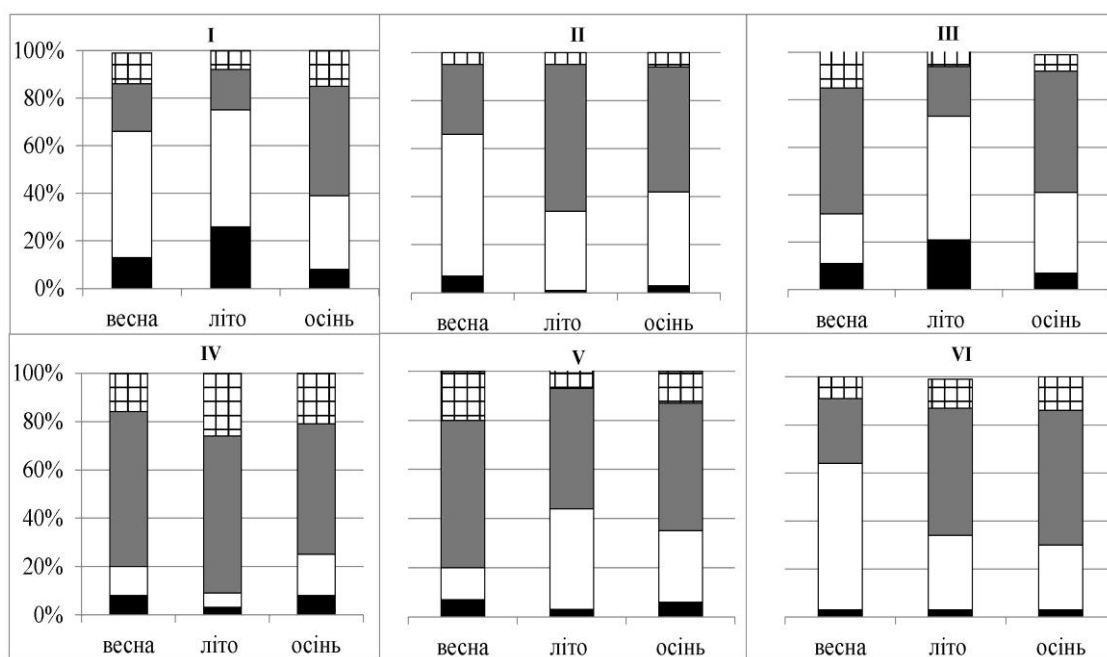 I
II
III
100%
80%
60%
40%
20%
0%
весна літо осінь
весна літо осінь
весна літо осінь
IV
V
VI
100%
80%
60%
40%
20%
0%
весна літо осінь
весна літо осінь
весна літо осінь